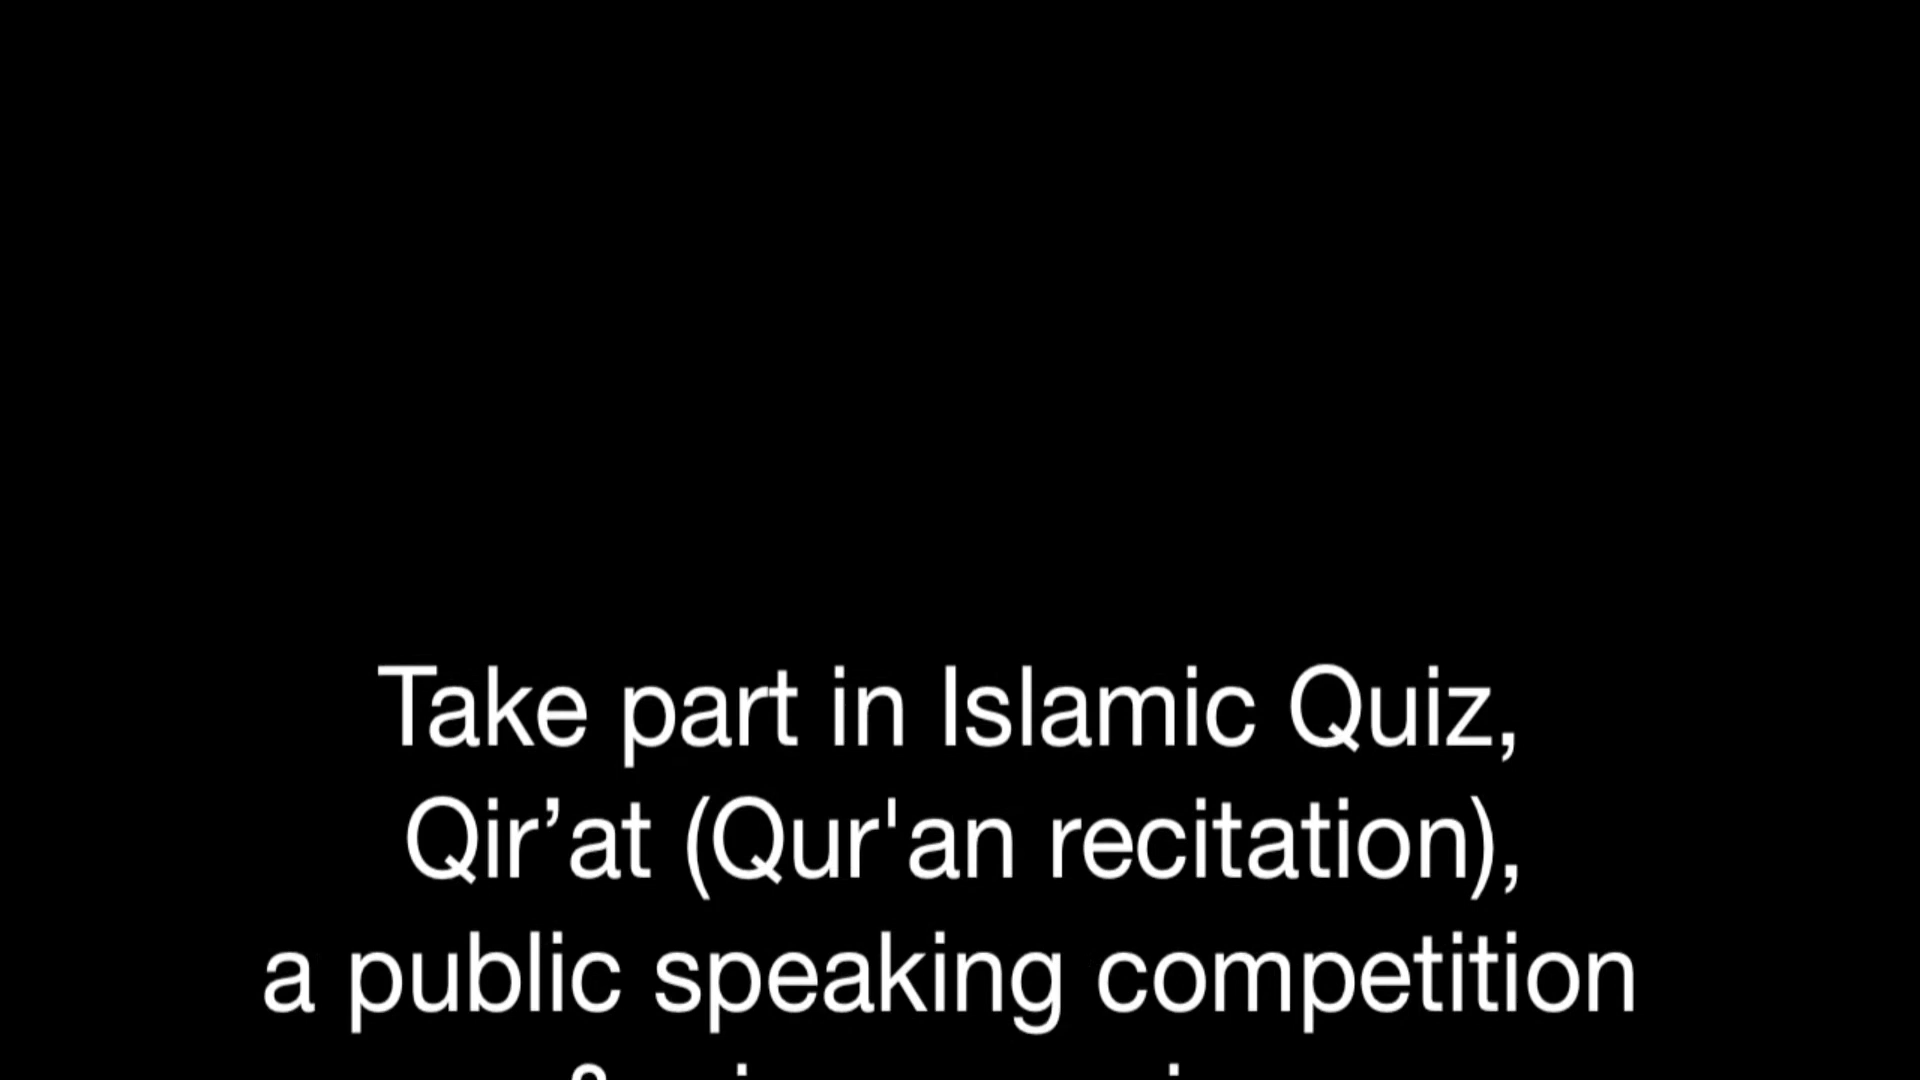 Take part in Islamic Quiz,
Qir’at (Qur'an recitation),
a public speaking competition